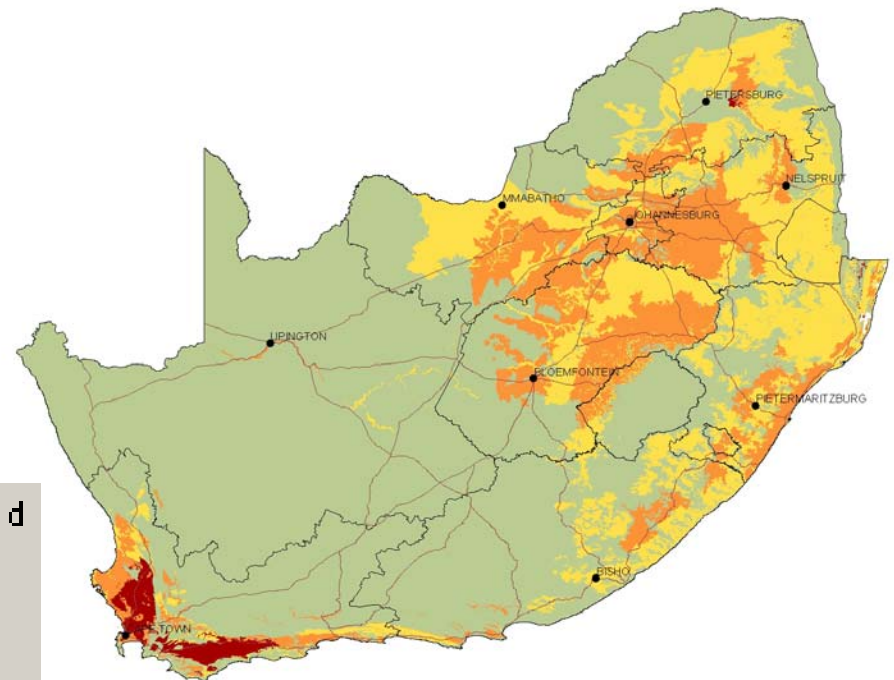 PIETERSBURG
NELSPRUIT
MMABATHO
JOHANNESBURG
UPINGTON
BLOEMFONTEIN
PIETERMARITZBURG
d
BISHO
TOWN